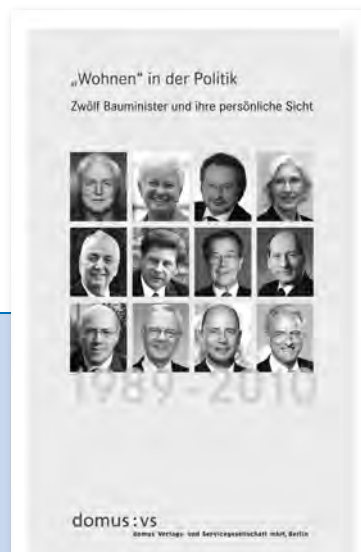 „Wohnen“ in der Politik
Zwölf Bauminister und ihre persönliche Sicht
1989–2010
domus:vs
domus Verlags- und Servicegesellschaft mbH, Berlin